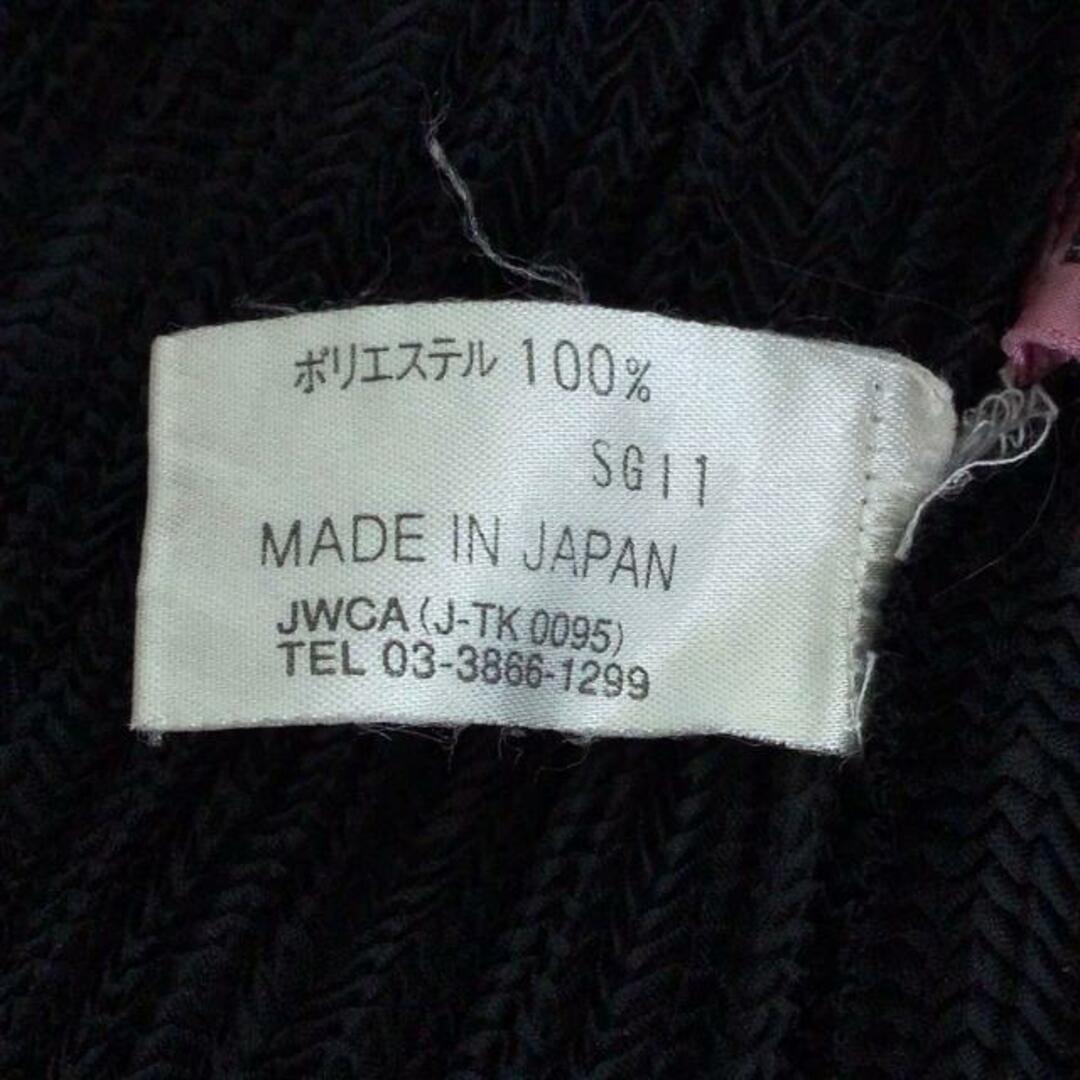 ポリエステル 100%
SG11
MADE IN JAPAN
JWCA (J-TK 0095)
TEL 03-3866-1299